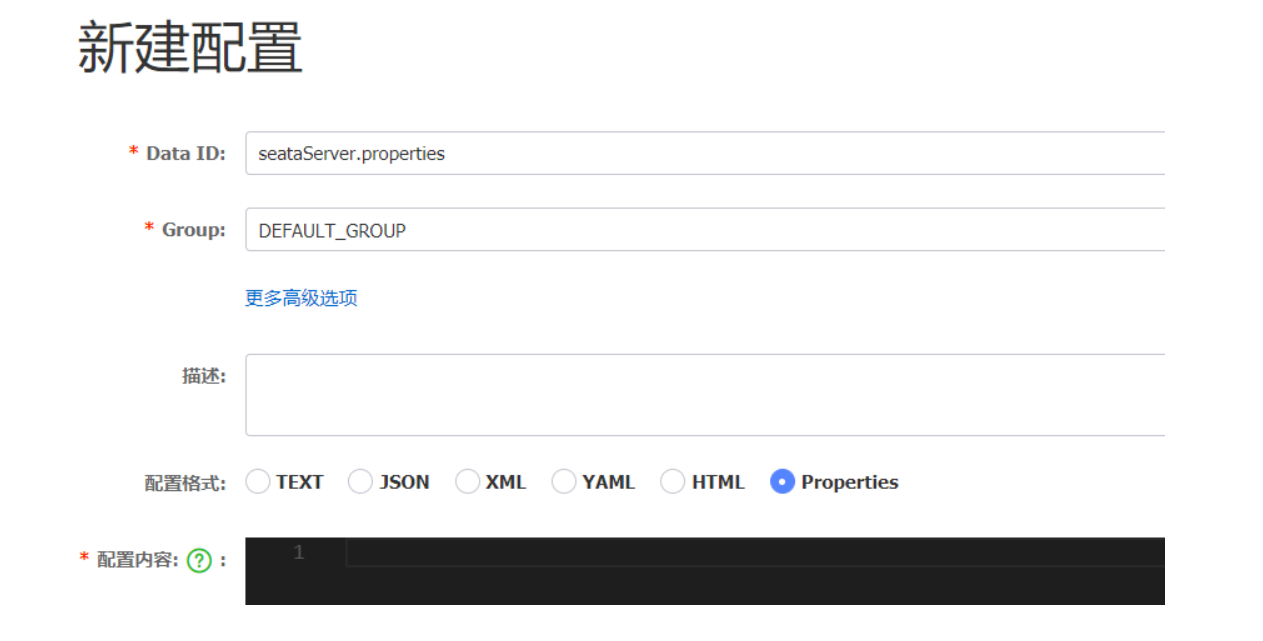 新建配置
* Data ID: seataServer.properties
* Group: DEFAULT_GROUP
更多高级选项
描述:
配置格式: TEXT JSON XML YAML HTML Properties
* 配置内容: ? :
1